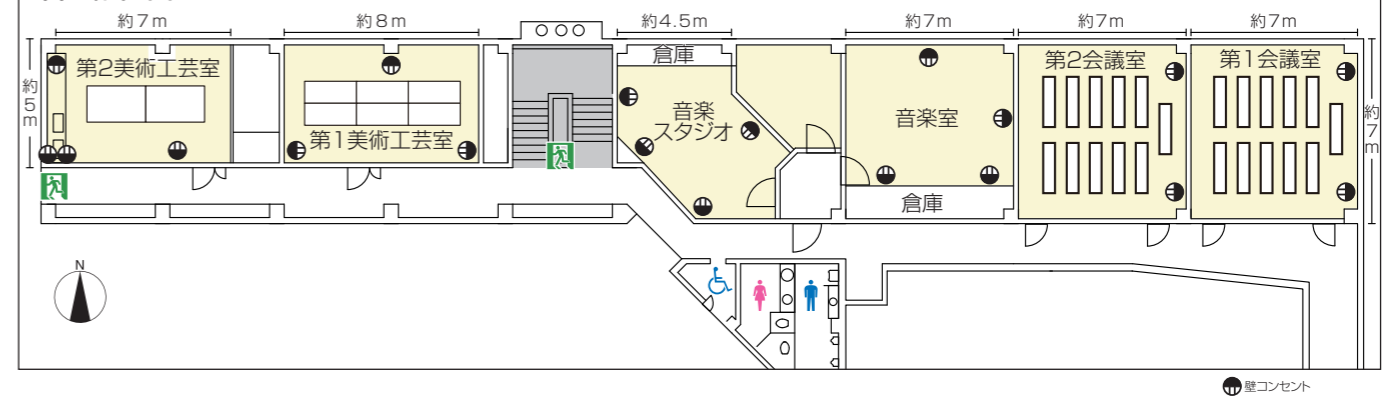 約7m
約8m
約4.5m
約7m
約7m
約7m
約5m
第2美術工芸室
第1美術工芸室
倉庫
音楽
スタジオ
音楽室
倉庫
第2会議室
第1会議室
約7m
N
壁コンセント